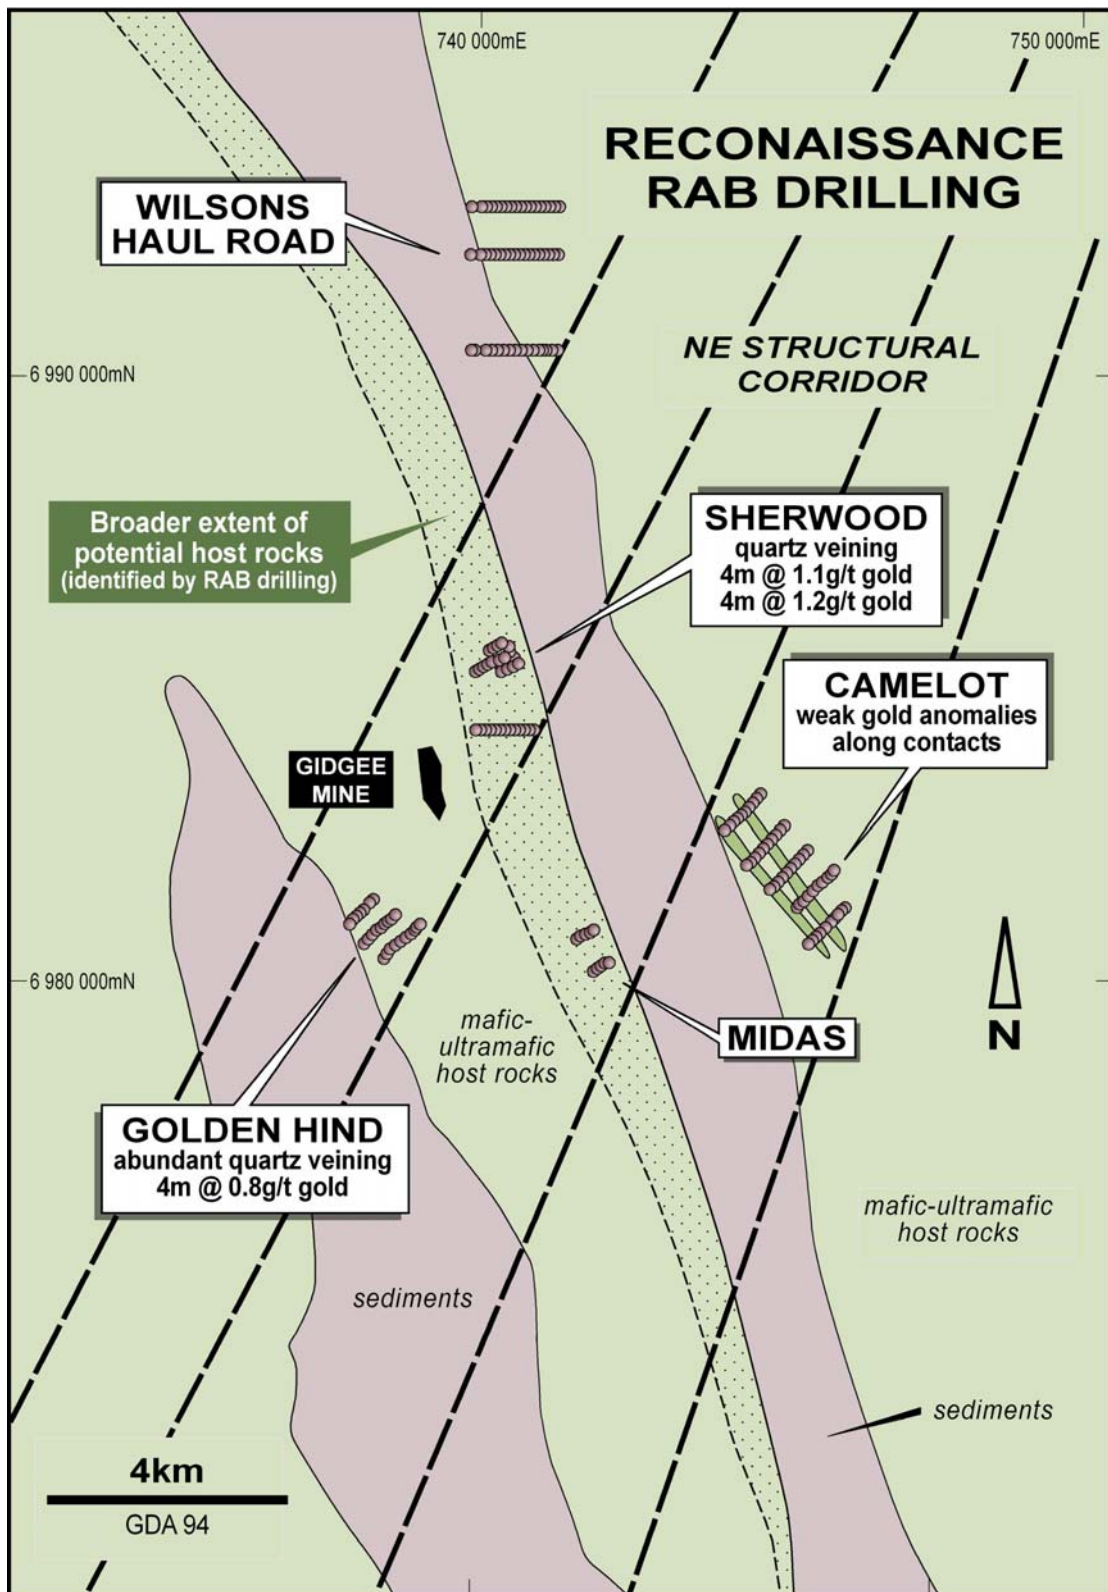 740 000mE
750 000mE
RECONAISSANCE
RAB DRILLING
WILSONS
HAUL ROAD
NE STRUCTURAL
CORRIDOR
6 990 000mN
Broader extent of
potential host rocks
(identified by RAB drilling)
SHERWOOD
quartz veining
4m @ 1.1g/t gold
4m @ 1.2g/t gold
CAMELOT
weak gold anomalies
along contacts
GIDGEE
MINE
6 980 000mN
mafic-
ultramafic
host rocks
MIDAS
N
GOLDEN HIND
abundant quartz veining
4m @ 0.8g/t gold
mafic-ultramafic
host rocks
sediments
sediments
4km
GDA 94